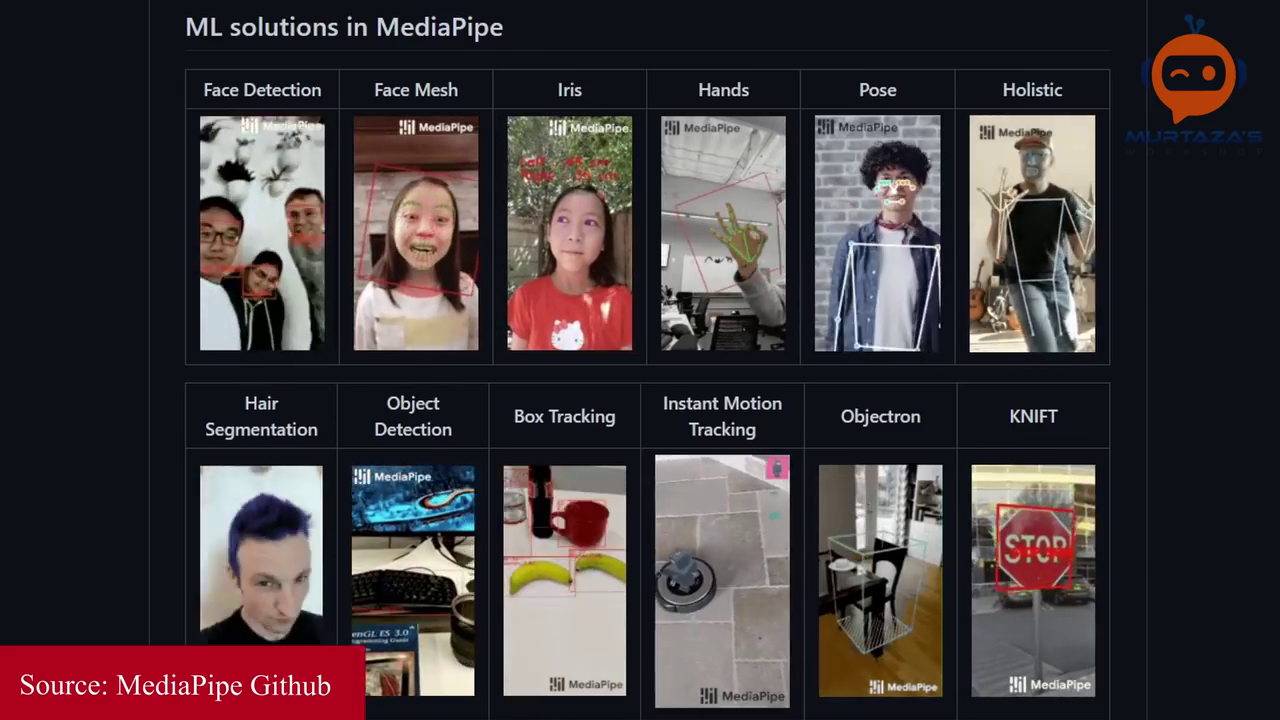 ML solutions in MediaPipe
MURTAZA'S
WORKSHOP
Face Detection
Face Mesh
Iris
Hands
Pose
Holistic
MediaPipe
MediaPipe
MediaPipe
MediaPipe
MediaPipe
MediaPipe
Hair
Segmentation
Object
Detection
Box Tracking
Instant Motion
Tracking
Objectron
KNIFT
MediaPipe
STOP
MediaPipe
MediaPipe
MediaPipe
MediaPipe
Source: MediaPipe Github